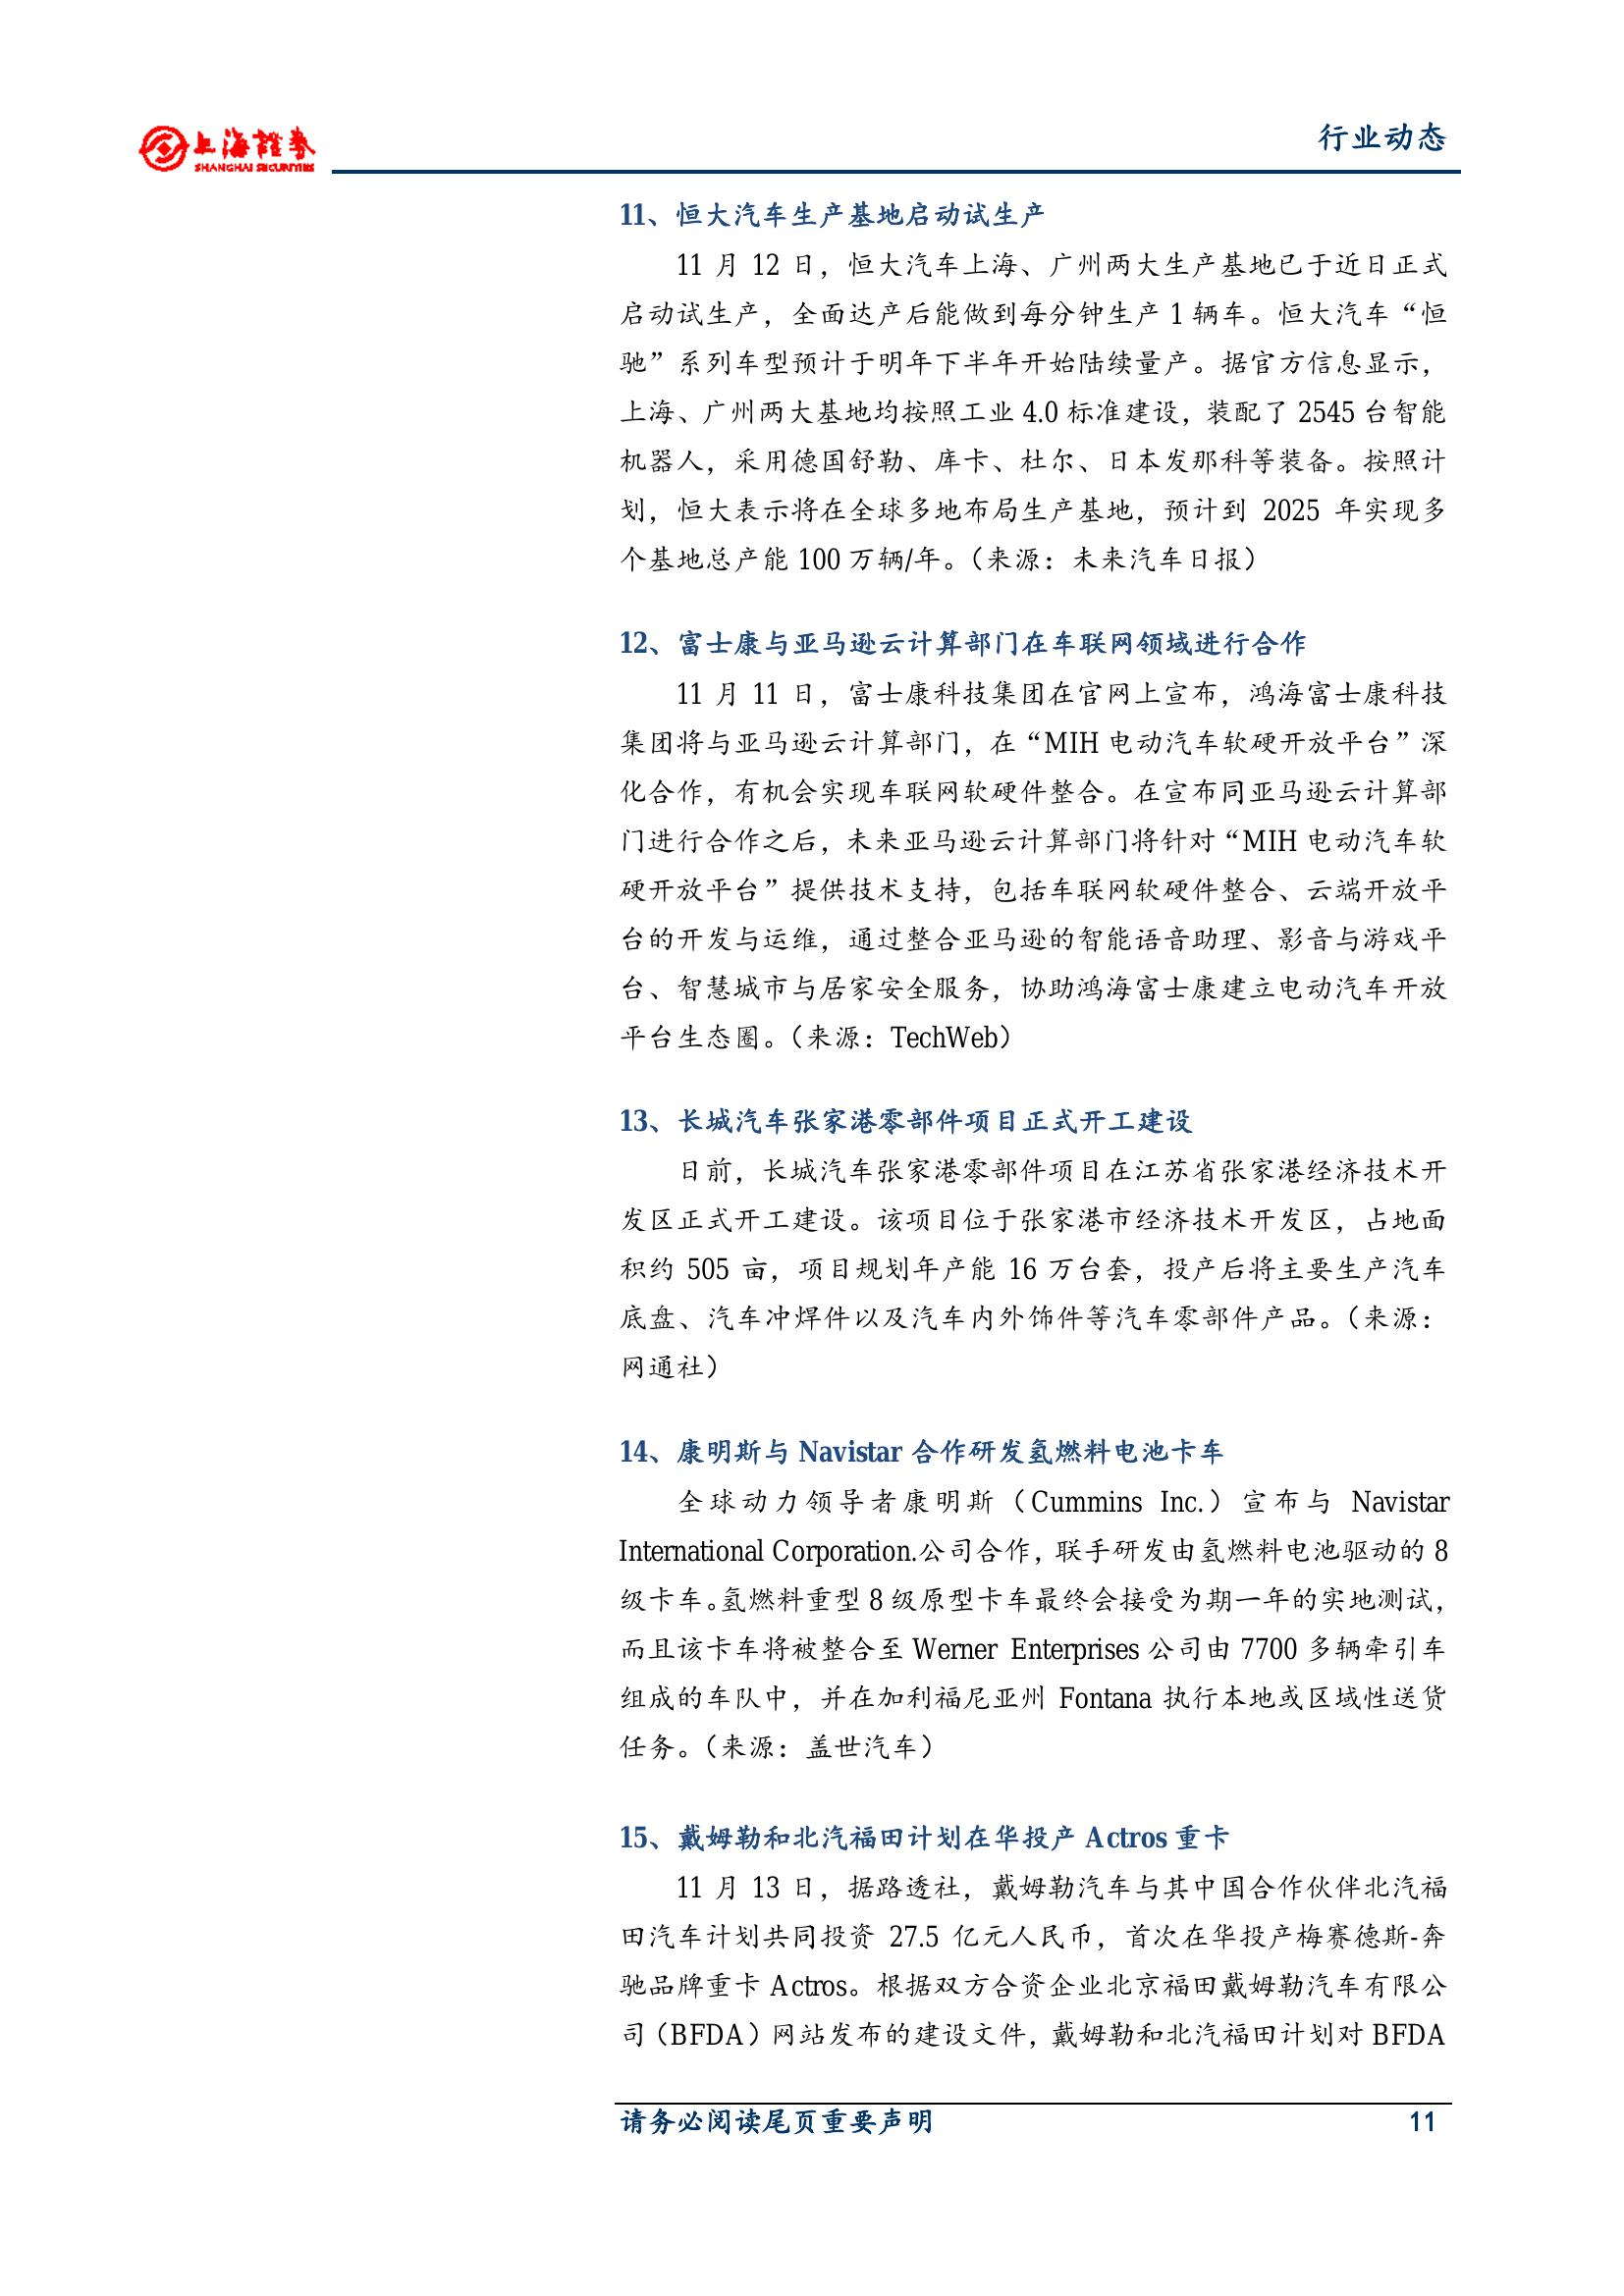 上海證券
SHANGHAI SECURITIES
行业动态
11、恒大汽车生产基地启动试生产
11 月 12 日，恒大汽车上海、广州两大生产基地已于近日正式
启动试生产，全面达产后能做到每分钟生产 1 辆车。恒大汽车“恒
驰”系列车型预计于明年下半年开始陆续量产。据官方信息显示，
上海、广州两大基地均按照工业 4.0 标准建设，装配了 2545 台智能
机器人，采用德国舒勒、库卡、杜尔、日本发那科等装备。按照计
划，恒大表示将在全球多地布局生产基地，预计到 2025 年实现多
个基地总产能 100 万辆/年。（来源：未来汽车日报）
12、富士康与亚马逊云计算部门在车联网领域进行合作
11 月 11 日，富士康科技集团在官网上宣布，鸿海富士康科技
集团将与亚马逊云计算部门，在“MIH 电动汽车软硬开放平台”深
化合作，有机会实现车联网软硬件整合。在宣布同亚马逊云计算部
门进行合作之后，未来亚马逊云计算部门将针对“MIH 电动汽车软
硬开放平台”提供技术支持，包括车联网软硬件整合、云端开放平
台的开发与运维，通过整合亚马逊的智能语音助理、影音与游戏平
台、智慧城市与居家安全服务，协助鸿海富士康建立电动汽车开放
平台生态圈。（来源：TechWeb）
13、长城汽车张家港零部件项目正式开工建设
日前，长城汽车张家港零部件项目在江苏省张家港经济技术开
发区正式开工建设。该项目位于张家港市经济技术开发区，占地面
积约 505 亩，项目规划年产能 16 万台套，投产后将主要生产汽车
底盘、汽车冲焊件以及汽车内外饰件等汽车零部件产品。（来源：
网通社）
14、康明斯与 Navistar 合作研发氢燃料电池卡车
全球动力领导者康明斯（Cummins Inc.）宣布与 Navistar
International Corporation.公司合作，联手研发由氢燃料电池驱动的 8
级卡车。氢燃料重型 8 级原型卡车最终会接受为期一年的实地测试，
而且该卡车将被整合至 Werner Enterprises 公司由 7700 多辆牵引车
组成的车队中，并在加利福尼亚州 Fontana 执行本地或区域性送货
任务。（来源：盖世汽车）
15、戴姆勒和北汽福田计划在华投产 Actros 重卡
11 月 13 日，据路透社，戴姆勒汽车与其中国合作伙伴北汽福
田汽车计划共同投资 27.5 亿元人民币，首次在华投产梅赛德斯-奔
驰品牌重卡 Actros。根据双方合资企业北京福田戴姆勒汽车有限公
司（BFDA）网站发布的建设文件，戴姆勒和北汽福田计划对 BFDA
请务必阅读尾页重要声明
11